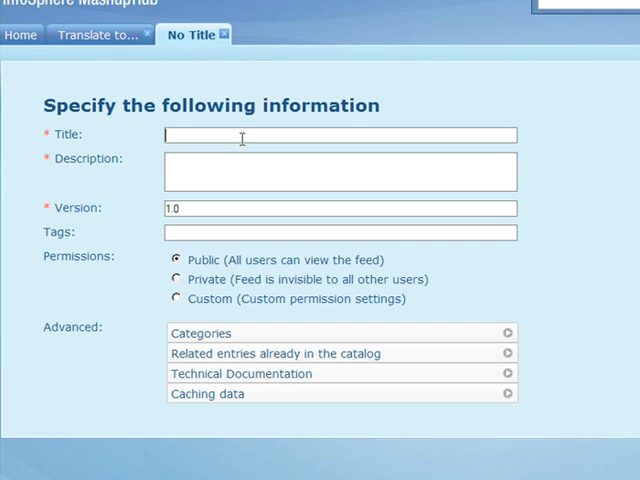 InfoSphere MashupHub
Home Translate to... No Title
Specify the following information
* Title:
* Description:
* Version: 1.0
Tags:
Permissions: Public (All users can view the feed)
Private (Feed is invisible to all other users)
Custom (Custom permission settings)
Advanced: Categories
Related entries already in the catalog
Technical Documentation
Caching data